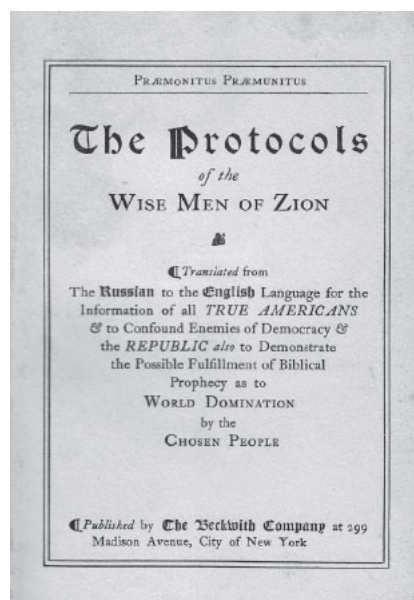 PRÆMONITUS PRÆMUNITUS
The Protocols
of the
WISE MEN OF ZION
¶ Translated from
The Russian to the English Language for the
Information of all TRUE AMERICANS
& to Confound Enemies of Democracy &
the REPUBLIC also to Demonstrate
the Possible Fulfillment of Biblical
Prophecy as to
WORLD DOMINATION
by the
CHOSEN PEOPLE
¶ Published by The Beckwith Company at 299
Madison Avenue, City of New York